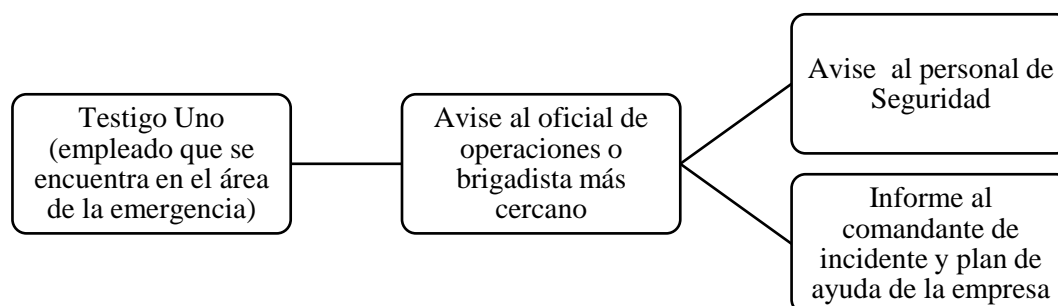 Testigo Uno
(empleado que se
encuentra en el área
de la emergencia)
Avise al oficial de
operaciones o
brigadista más
cercano
Avise al personal de
Seguridad
Informe al
comandante de
incidente y plan de
ayuda de la empresa